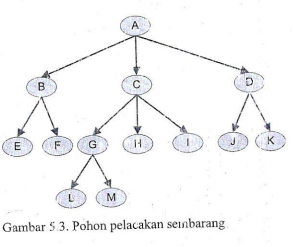 A
B C D
E F G H I J K
L M
Gambar 5.3. Pohon pelacakan sembarang